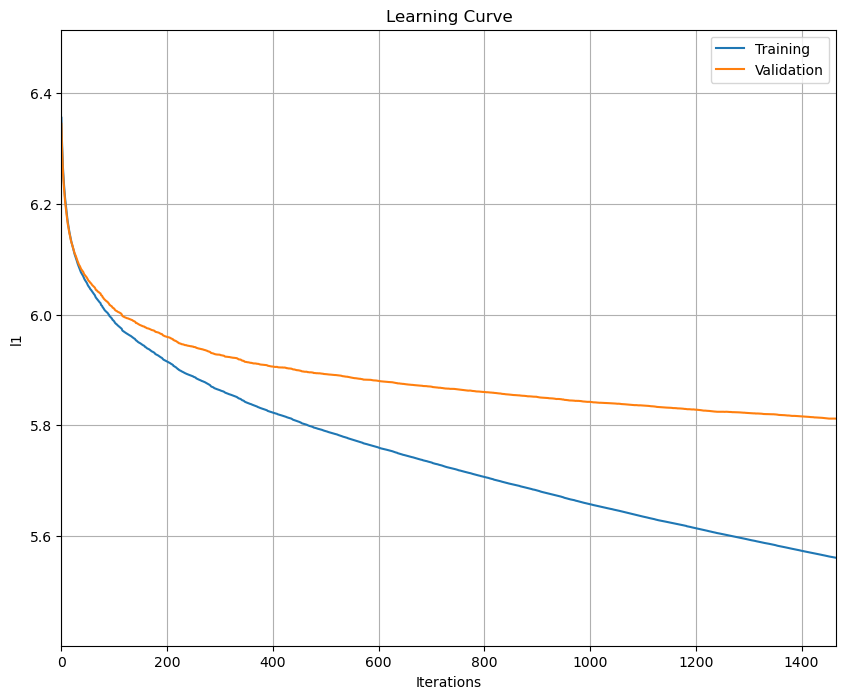 Learning Curve
Training
Validation
l1
6.4
6.2
6.0
5.8
5.6
0 200 400 600 800 1000 1200 1400
Iterations